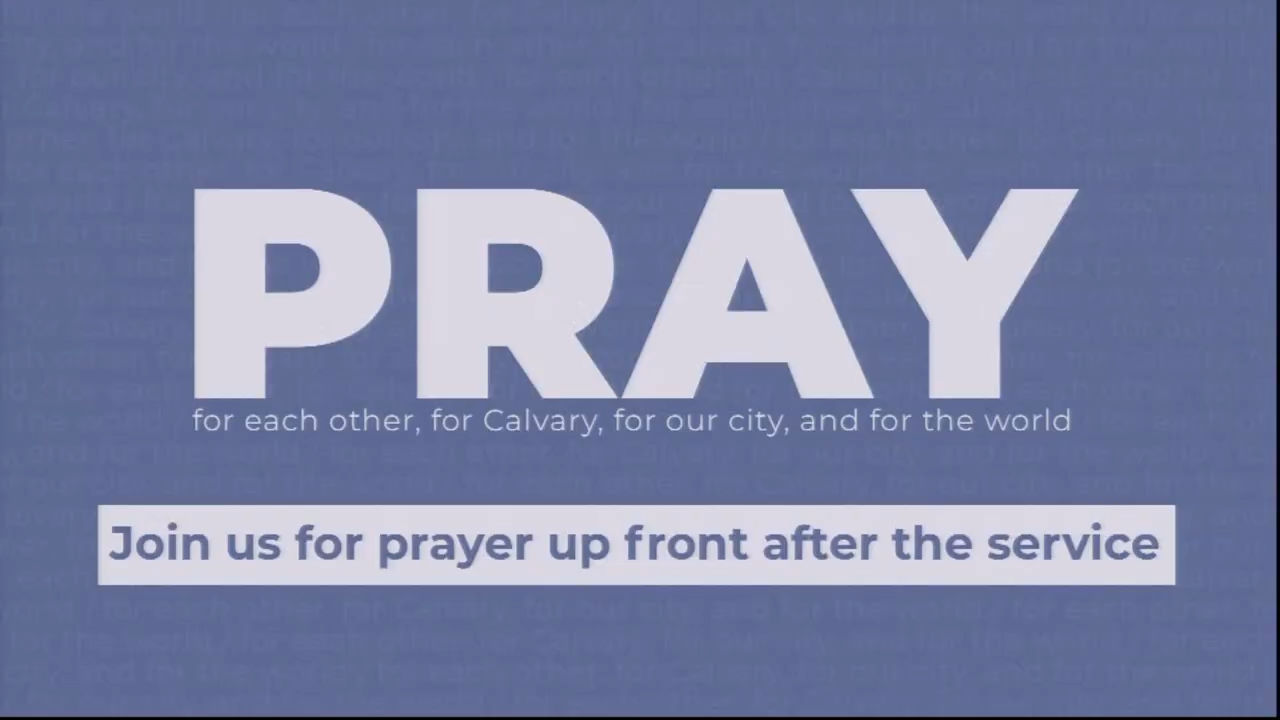 PRAY
for each other, for Calvary, for our city, and for the world
Join us for prayer up front after the service